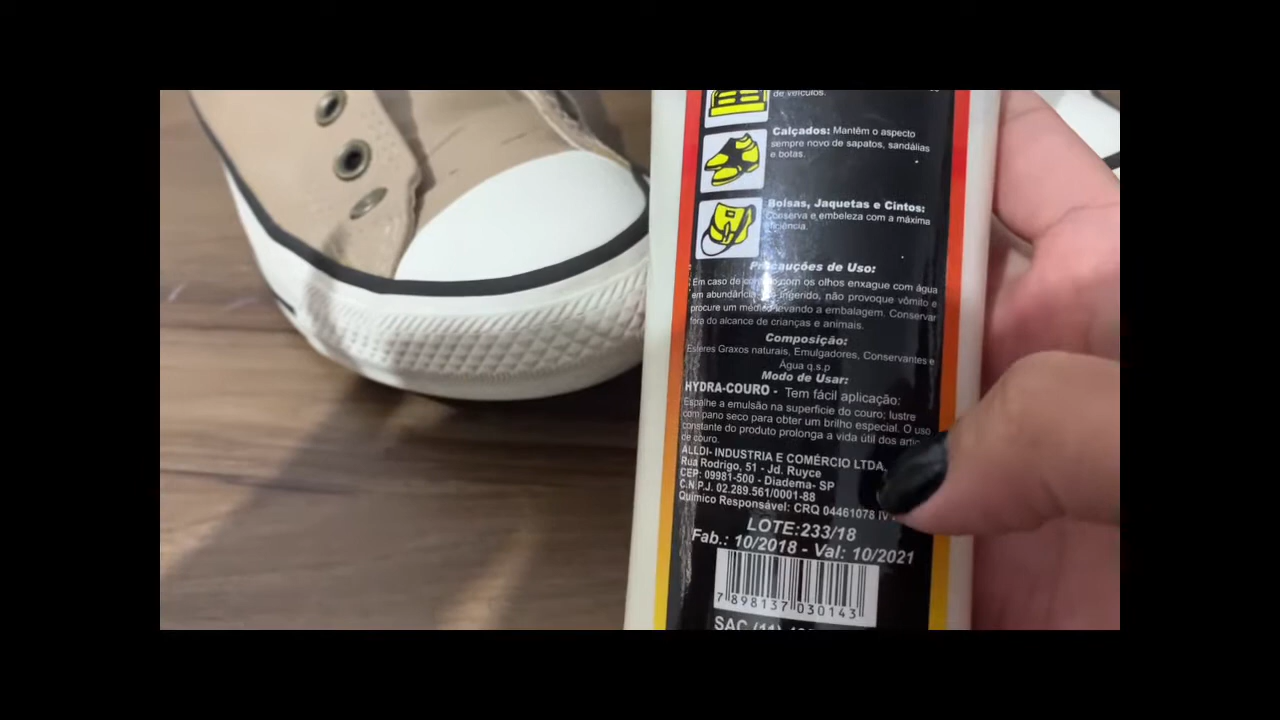 de veículos.
Calçados: Mantêm o aspecto
sempre novo de sapatos, sandálias
e botas.
Bolsas, Jaquetas e Cintos:
Conserva e embeleza com a máxima
eficiência.
Precauções de Uso:
Em caso de com os olhos enxague com água
em abundância ingerido, não provoque vômito e
procure um médico levando a embalagem. Conservar
fora do alcance de crianças e animais.
Composição:
Esteres Graxos naturais, Emulgadores, Conservantes e
Água q.s.p
Modo de Usar:
HYDRA-COURO - Tem fácil aplicação:
Espalhe a emulsão na superfície do couro; lustre
com pano seco para obter um brilho especial. O uso
constante do produto prolonga a vida útil dos
de couro.
ALLDI- INDUSTRIA E COMÉRCIO LTDA.
Rua Rodrigo, 51 - Jd. Ruyce
CEP: 09981-500 - Diadema- SP
C.N.P.J. 02.289.561/0001-88
Químico Responsável: CRQ 04461078 IV
LOTE:233/18
Fab.: 10/2018 - Val: 10/2021
7 898137 030143
SAC (11)